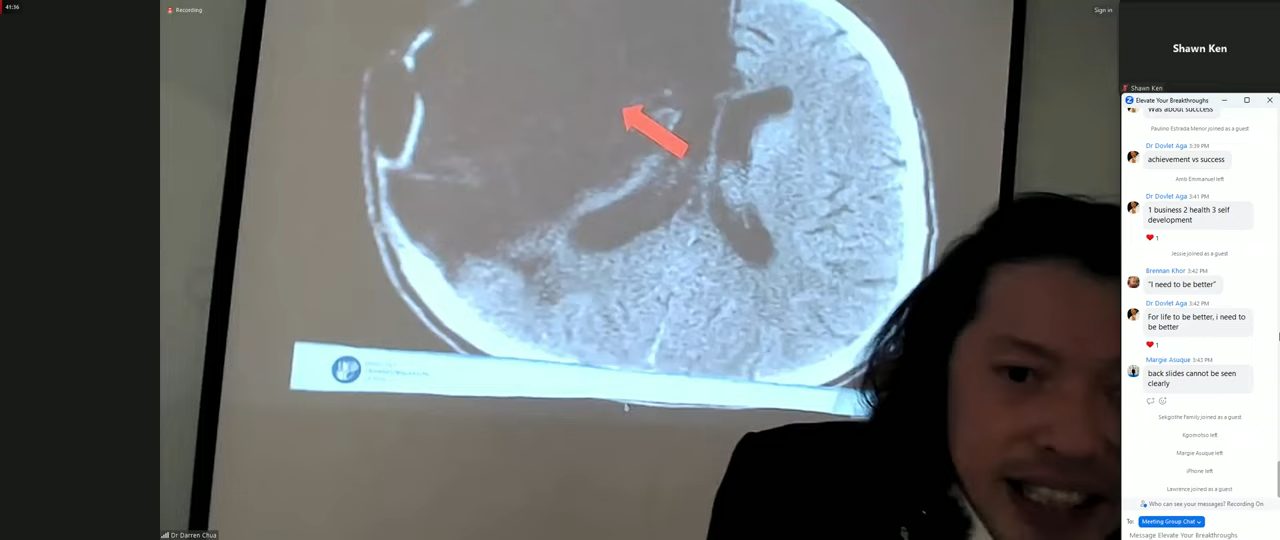 41:36
Recording
Sign in
Shawn Ken
Shawn Ken
Elevate Your Breakthroughs
Was about succcess
Paulino Estrada Menor joined as a guest
Dr Dovlet Aga 3:39 PM
achievement vs success
Amb Emmanuel left
Dr Dovlet Aga 3:41 PM
1 business 2 health 3 self
development
1
Jessie joined as a guest
Brennan Khor 3:42 PM
"I need to be better"
Dr Dovlet Aga 3:42 PM
For life to be better, i need to
be better
1
Margie Asuque 3:43 PM
back slides cannot be seen
clearly
Sekgothe Family joined as a guest
Kgomotso left
Margie Asuque left
iPhone left
Lawrence joined as a guest
Who can see your messages? Recording On
To: Meeting Group Chat
Message Elevate Your Breakthroughs
Dr Darren Chua